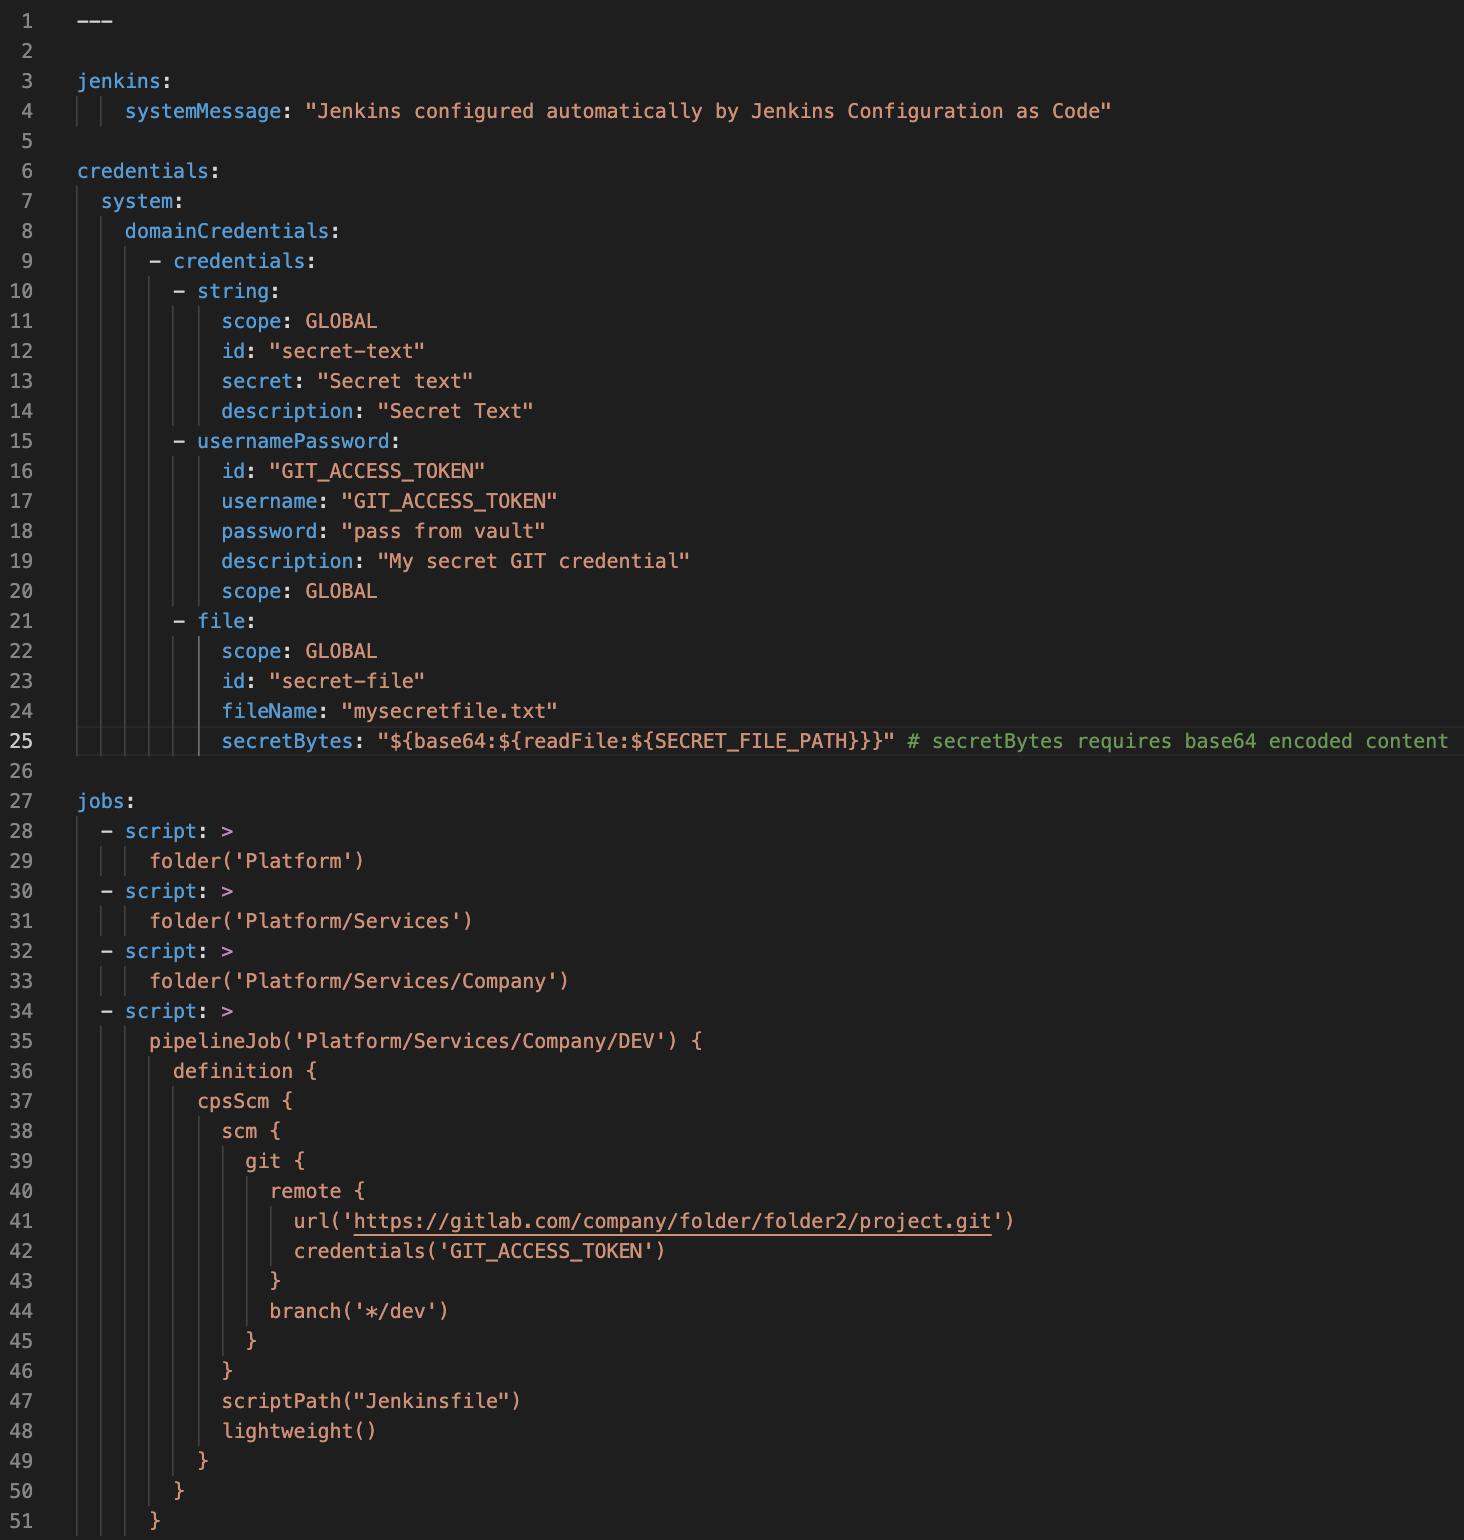 1 ---
2
3 jenkins:
4     systemMessage: "Jenkins configured automatically by Jenkins Configuration as Code"
5
6 credentials:
7   system:
8     domainCredentials:
9       - credentials:
10         - string:
11             scope: GLOBAL
12             id: "secret-text"
13             secret: "Secret text"
14             description: "Secret Text"
15         - usernamePassword:
16             id: "GIT_ACCESS_TOKEN"
17             username: "GIT_ACCESS_TOKEN"
18             password: "pass from vault"
19             description: "My secret GIT credential"
20             scope: GLOBAL
21         - file:
22             scope: GLOBAL
23             id: "secret-file"
24             fileName: "mysecretfile.txt"
25             secretBytes: "${base64:${readFile:${SECRET_FILE_PATH}}}" # secretBytes requires base64 encoded content
26
27 jobs:
28   - script: >
29       folder('Platform')
30   - script: >
31       folder('Platform/Services')
32   - script: >
33       folder('Platform/Services/Company')
34   - script: >
35       pipelineJob('Platform/Services/Company/DEV') {
36         definition {
37           cpsScm {
38             scm {
39               git {
40                 remote {
41                   url('https://gitlab.com/company/folder/folder2/project.git')
42                   credentials('GIT_ACCESS_TOKEN')
43                 }
44                 branch('*/dev')
45               }
46             }
47             scriptPath("Jenkinsfile")
48             lightweight()
49           }
50         }
51       }